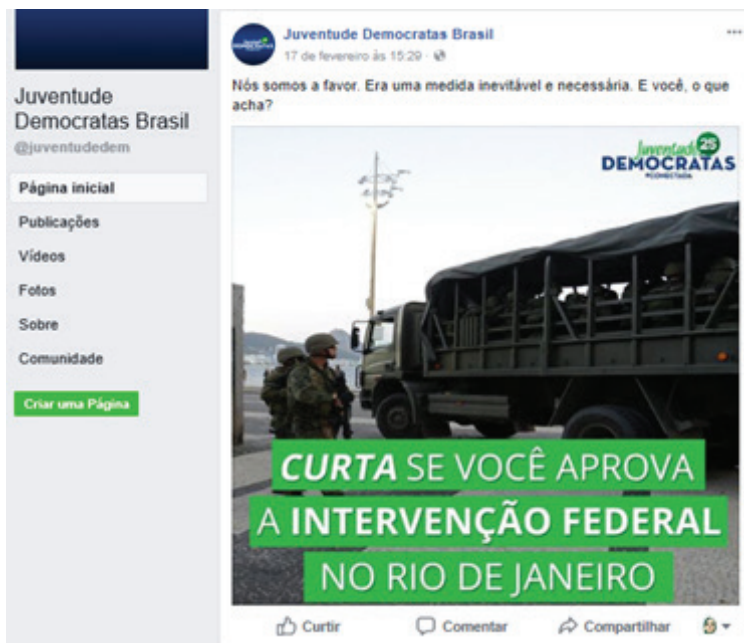 Juventude
Democratas Brasil
@juventudedem
Página inicial
Publicações
Vídeos
Fotos
Sobre
Comunidade
Criar uma Página
Juventude Democratas Brasil
17 de fevereiro às 15:29 ·
Nós somos a favor. Era uma medida inevitável e necessária. E você, o que
acha?
Juventude 25
DEMOCRATAS
#CONECTADA
CURTA SE VOCÊ APROVA
A INTERVENÇÃO FEDERAL
NO RIO DE JANEIRO
Curtir Comentar Compartilhar